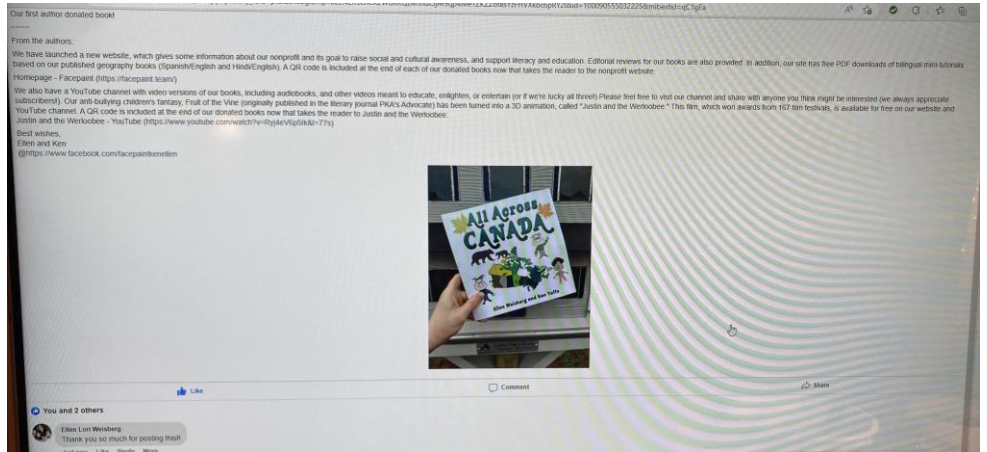 Our first author donated book!
~~~~
From the authors:
We have launched a new website, which gives some information about our nonprofit and its goal to raise social and cultural awareness, and support literacy and education. Editorial reviews for our books are also provided. In addition, our site has free PDF downloads of bilingual mini-tutorials
based on our published geography books (Spanish/English and Hindi/English). A QR code is included at the end of each of our donated books now that takes the reader to the nonprofit website:
Homepage - Facepaint (https://facepaint.team/)
We also have a YouTube channel with video versions of our books, including audiobooks, and other videos meant to educate, enlighten, or entertain (or if we're lucky all three!) Please feel free to visit our channel and share with anyone you think might be interested (we always appreciate
subscribers!). Our anti-bullying children's fantasy, Fruit of the Vine (originally published in the literary journal PKA's Advocate) has been turned into a 3D animation, called "Justin and the Werloobee." This film, which won awards from 167 film festivals, is available for free on our website and
YouTube channel. A QR code is included at the end of our donated books now that takes the reader to Justin and the Werloobee:
Justin and the Werloobee - YouTube
Best wishes,
Ellen and Ken
@https://www.facebook.com/facepaintkenellen
All Across
CANADA
Ellen Weisberg and Ken Yoffe
Like
Comment
Share
You and 2 others
Ellen Lori Weisberg
Thank you so much for posting this!!
Like Reply More